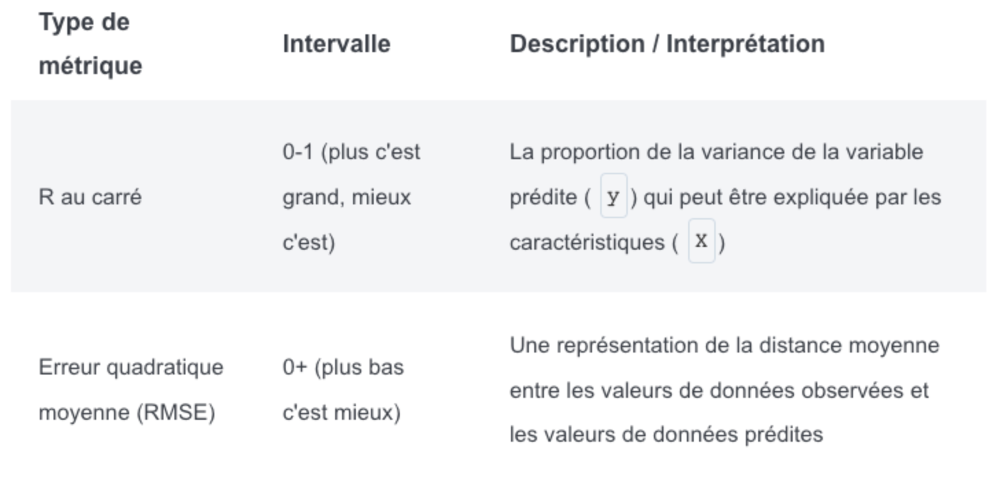 Type de
métrique
Intervalle
Description / Interprétation
R au carré
0-1 (plus c'est
grand, mieux
c'est)
La proportion de la variance de la variable
prédite ( y ) qui peut être expliquée par les
caractéristiques ( X )
Erreur quadratique
moyenne (RMSE)
0+ (plus bas
c'est mieux)
Une représentation de la distance moyenne
entre les valeurs de données observées et
les valeurs de données prédites